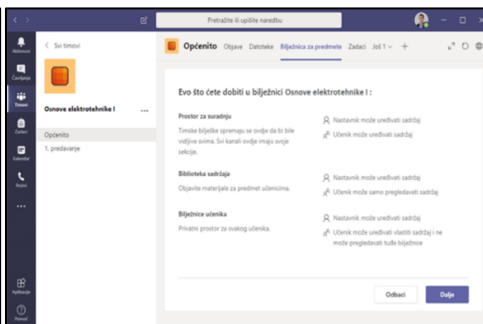 Pretražite ili upišite naredbu
Aktivnost
Čavrljanje
Timovi
Zadaci
Kalendar
Pozivi
Aplikacije
Pomoć
Svi timovi
Osnove elektrotehnike I
Općenito
1. predavanje
Općenito Objave Datoteke Bilježnica za predmete Zadaci Još 1
Evo što ćete dobiti u bilježnici Osnove elektrotehnike I :
Prostor za suradnju
Timske bilješke spremaju se ovdje da bi bile
vidljive svima. Svi kanali ovdje imaju svoje
sekcije.
Nastavnik može uređivati sadržaj
Učenik može uređivati sadržaj
Biblioteka sadržaja
Objavite materijale za predmet učenicima.
Nastavnik može uređivati sadržaj
Učenik može samo pregledavati sadržaj
Bilježnice učenika
Privatni prostor za svakog učenika.
Nastavnik može uređivati sadržaj
Učenik može uređivati vlastiti sadržaj i ne
može pregledavati tuđe bilježnice
Odbaci
Dalje